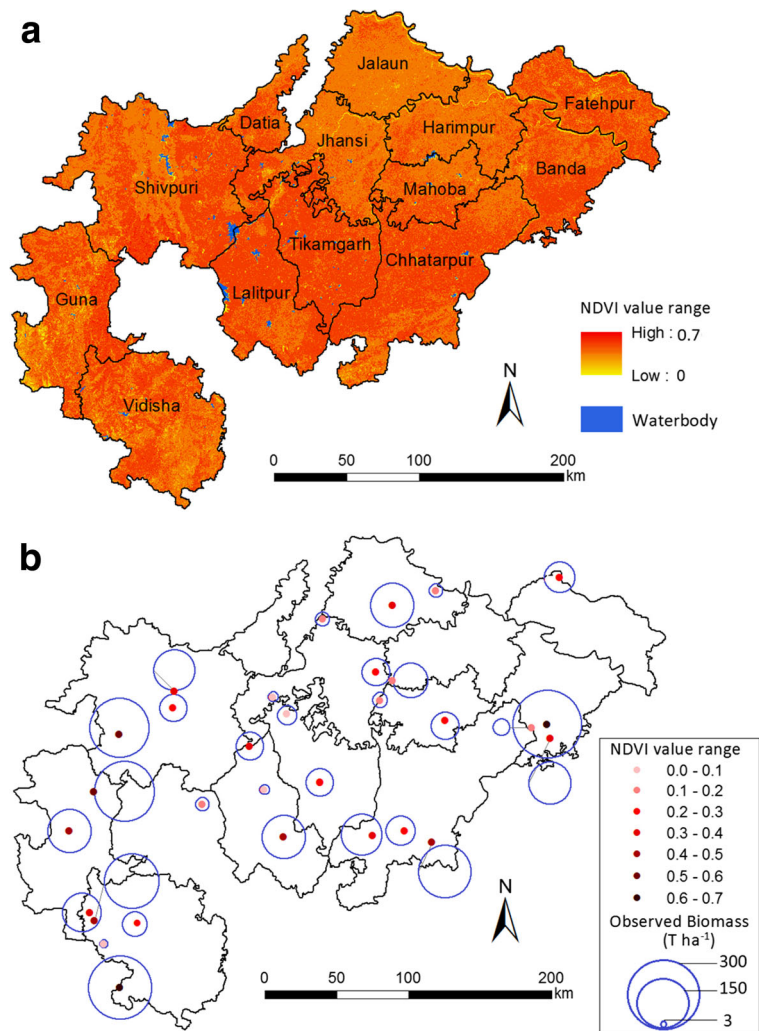 a
Jalaun
Fatehpur
Datia
Jhansi
Harimpur
Banda
Shivpuri
Mahoba
Tikamgarh
Chhatarpur
Guna
Lalitpur
Vidisha
NDVI value range
High : 0.7
Low : 0
Waterbody
N
0 50 100 200
km
b
N
0 50 100 200
km
NDVI value range
0.0 - 0.1
0.1 - 0.2
0.2 - 0.3
0.3 - 0.4
0.4 - 0.5
0.5 - 0.6
0.6 - 0.7
Observed Biomass
(T ha⁻¹)
300
150
3